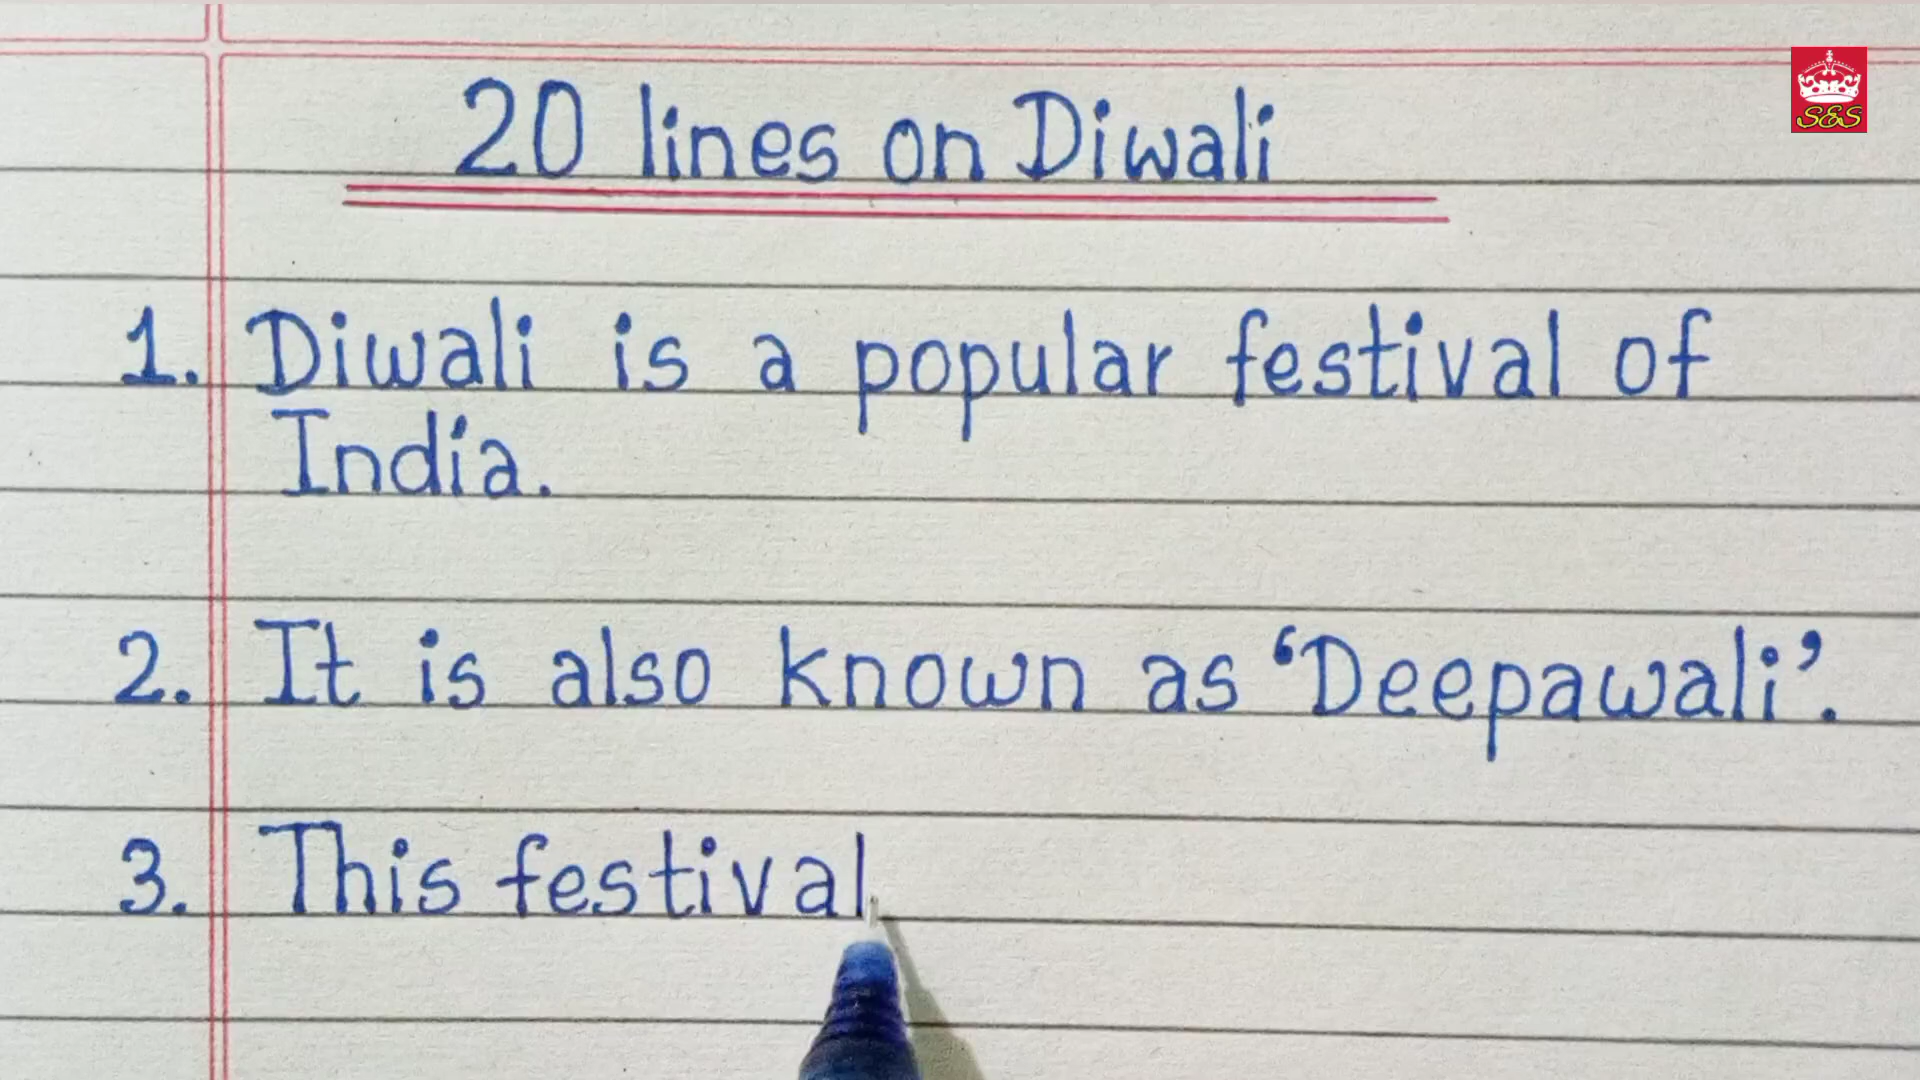 S&S
20 lines on Diwali
1. Diwali is a popular festival of
India.
2. It is also known as ‘Deepawali’.
3. This festival